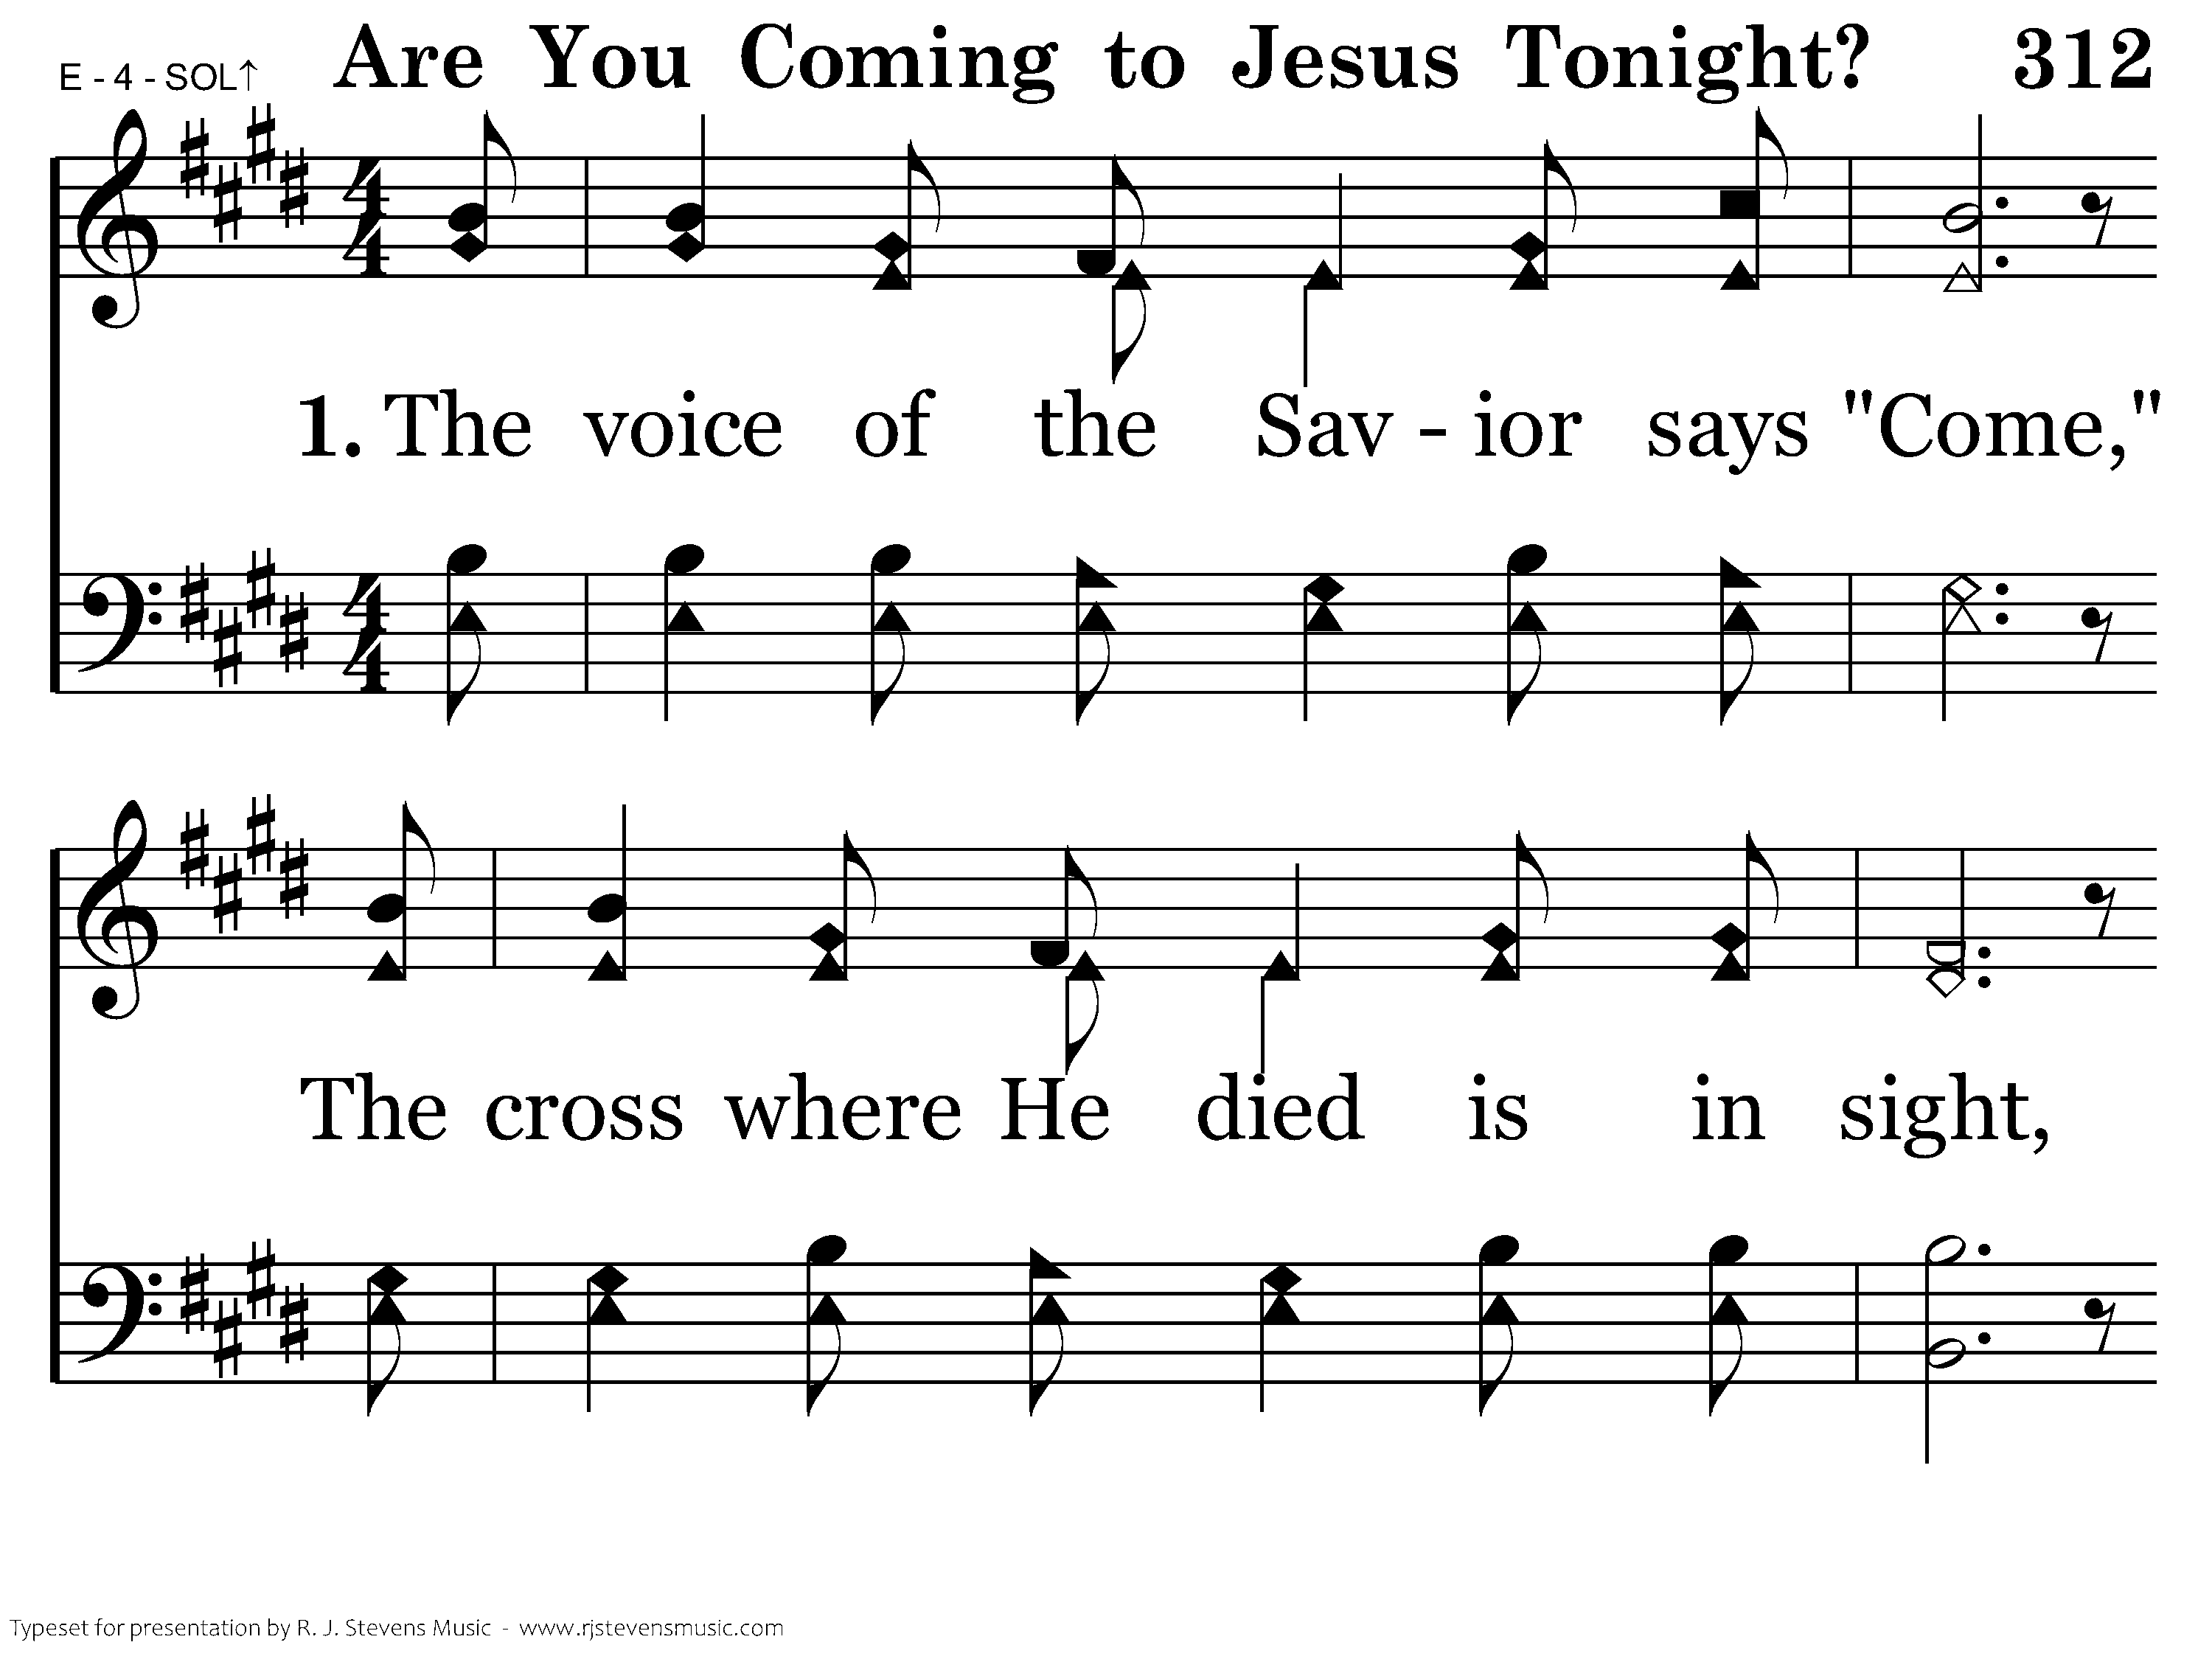 E - 4 - SOL↑ Are You Coming to Jesus Tonight? 312
1. The voice of the Sav - ior says "Come,"
The cross where He died is in sight,
Typeset for presentation by R. J. Stevens Music - www.rjstevensmusic.com